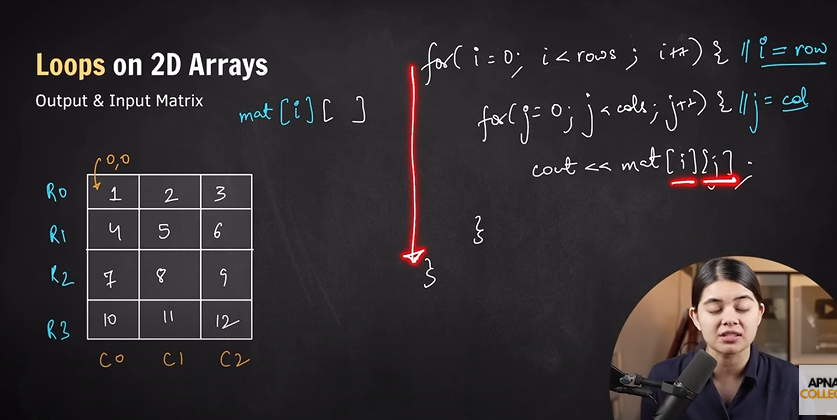 Loops on 2D Arrays
Output & Input Matrix
mat[i][ ]
for( i=0; i<rows ; i++) { // i = row
for(j=0; j<cols; j++) { // j = col
cout << mat[i][j];
}
}
0,0
R0 1 2 3
R1 4 5 6
R2 7 8 9
R3 10 11 12
C0 C1 C2
APNA
COLLEG